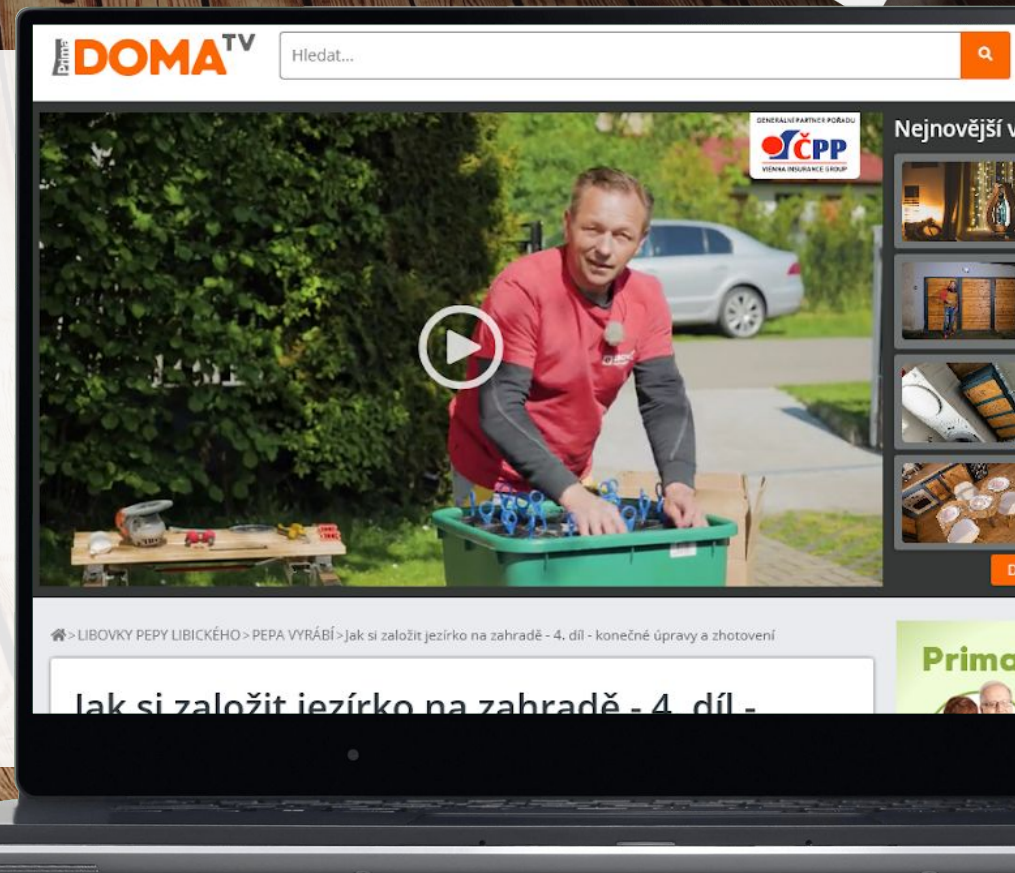 Prima DOMA TV
Hledat...
GENERÁLNÍ PARTNER POŘADU
ČPP
VIENNA INSURANCE GROUP
Nejnovější v
D
> LIBOVKY PEPY LIBICKÉHO > PEPA VYRÁBÍ > Jak si založit jezírko na zahradě - 4. díl - konečné úpravy a zhotovení
Jak si založit jezírko na zahradě - 4. díl -
Prima